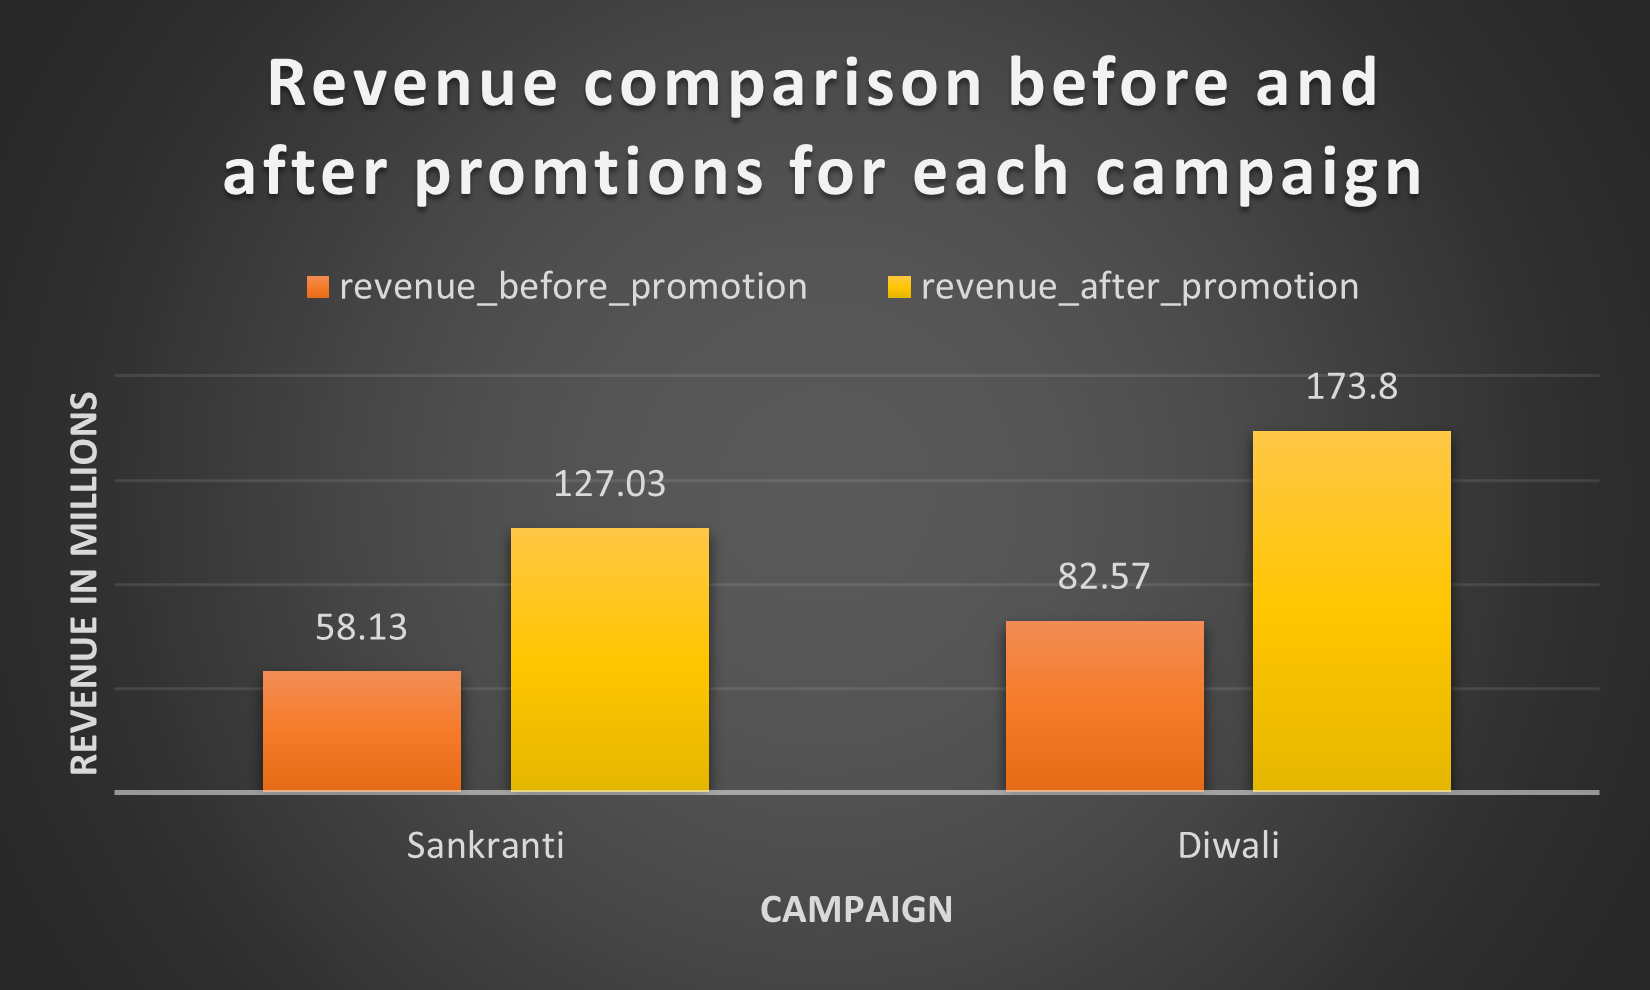 Revenue comparison before and
after promtions for each campaign
revenue_before_promotion revenue_after_promotion
REVENUE IN MILLIONS
58.13
127.03
82.57
173.8
Sankranti Diwali
CAMPAIGN